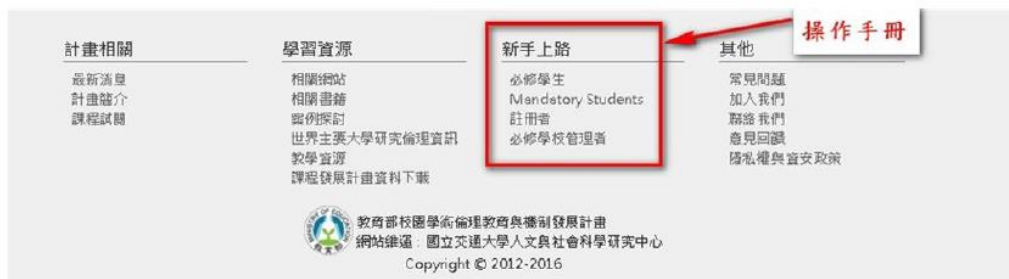 操作手冊
計畫相關
最新消息
計畫簡介
課程試閱
學習資源
相關網站
相關書籍
案例探討
世界主要大學研究倫理資訊
教學資源
課程發展計畫資料下載
新手上路
必修學生
Mandatory Students
註冊者
必修學校管理者
其他
常見問題
加入我們
聯絡我們
意見回饋
隱私權與資安政策
教育部校園學術倫理教育與機制發展計畫
網站維運：國立交通大學人文與社會科學研究中心
Copyright © 2012-2016